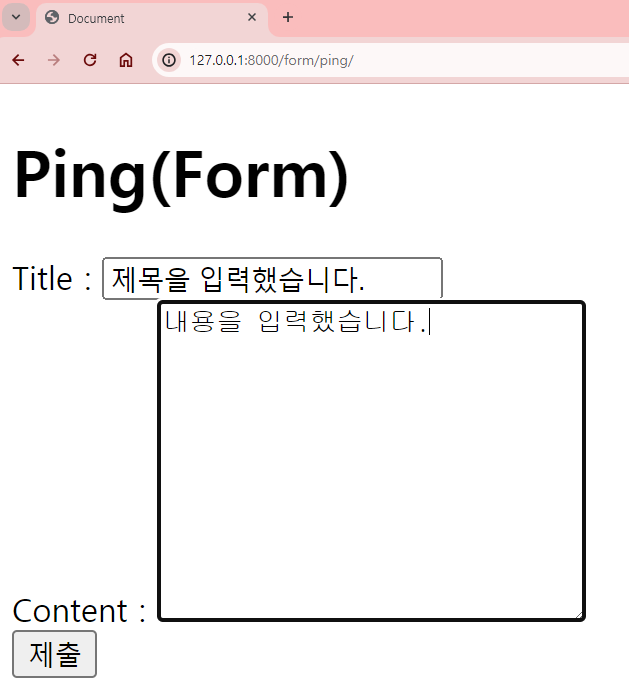 Document
127.0.0.1:8000/form/ping/
Ping(Form)
Title : 제목을 입력했습니다.
내용을 입력했습니다.
Content :
제출